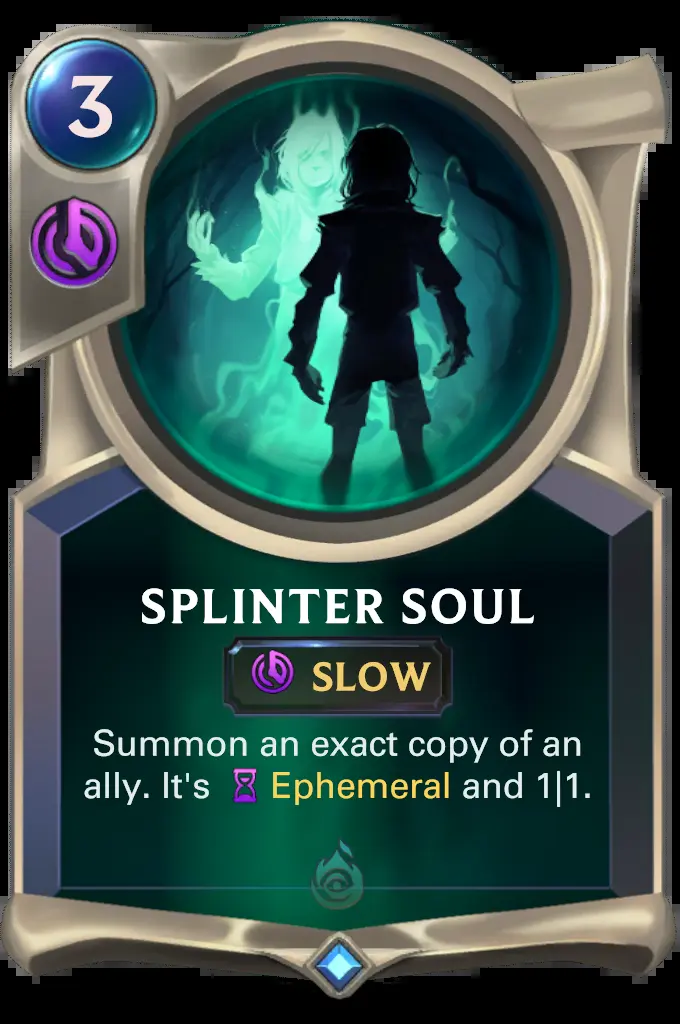 3
SPLINTER SOUL
SLOW
Summon an exact copy of an
ally. It's Ephemeral and 1|1.